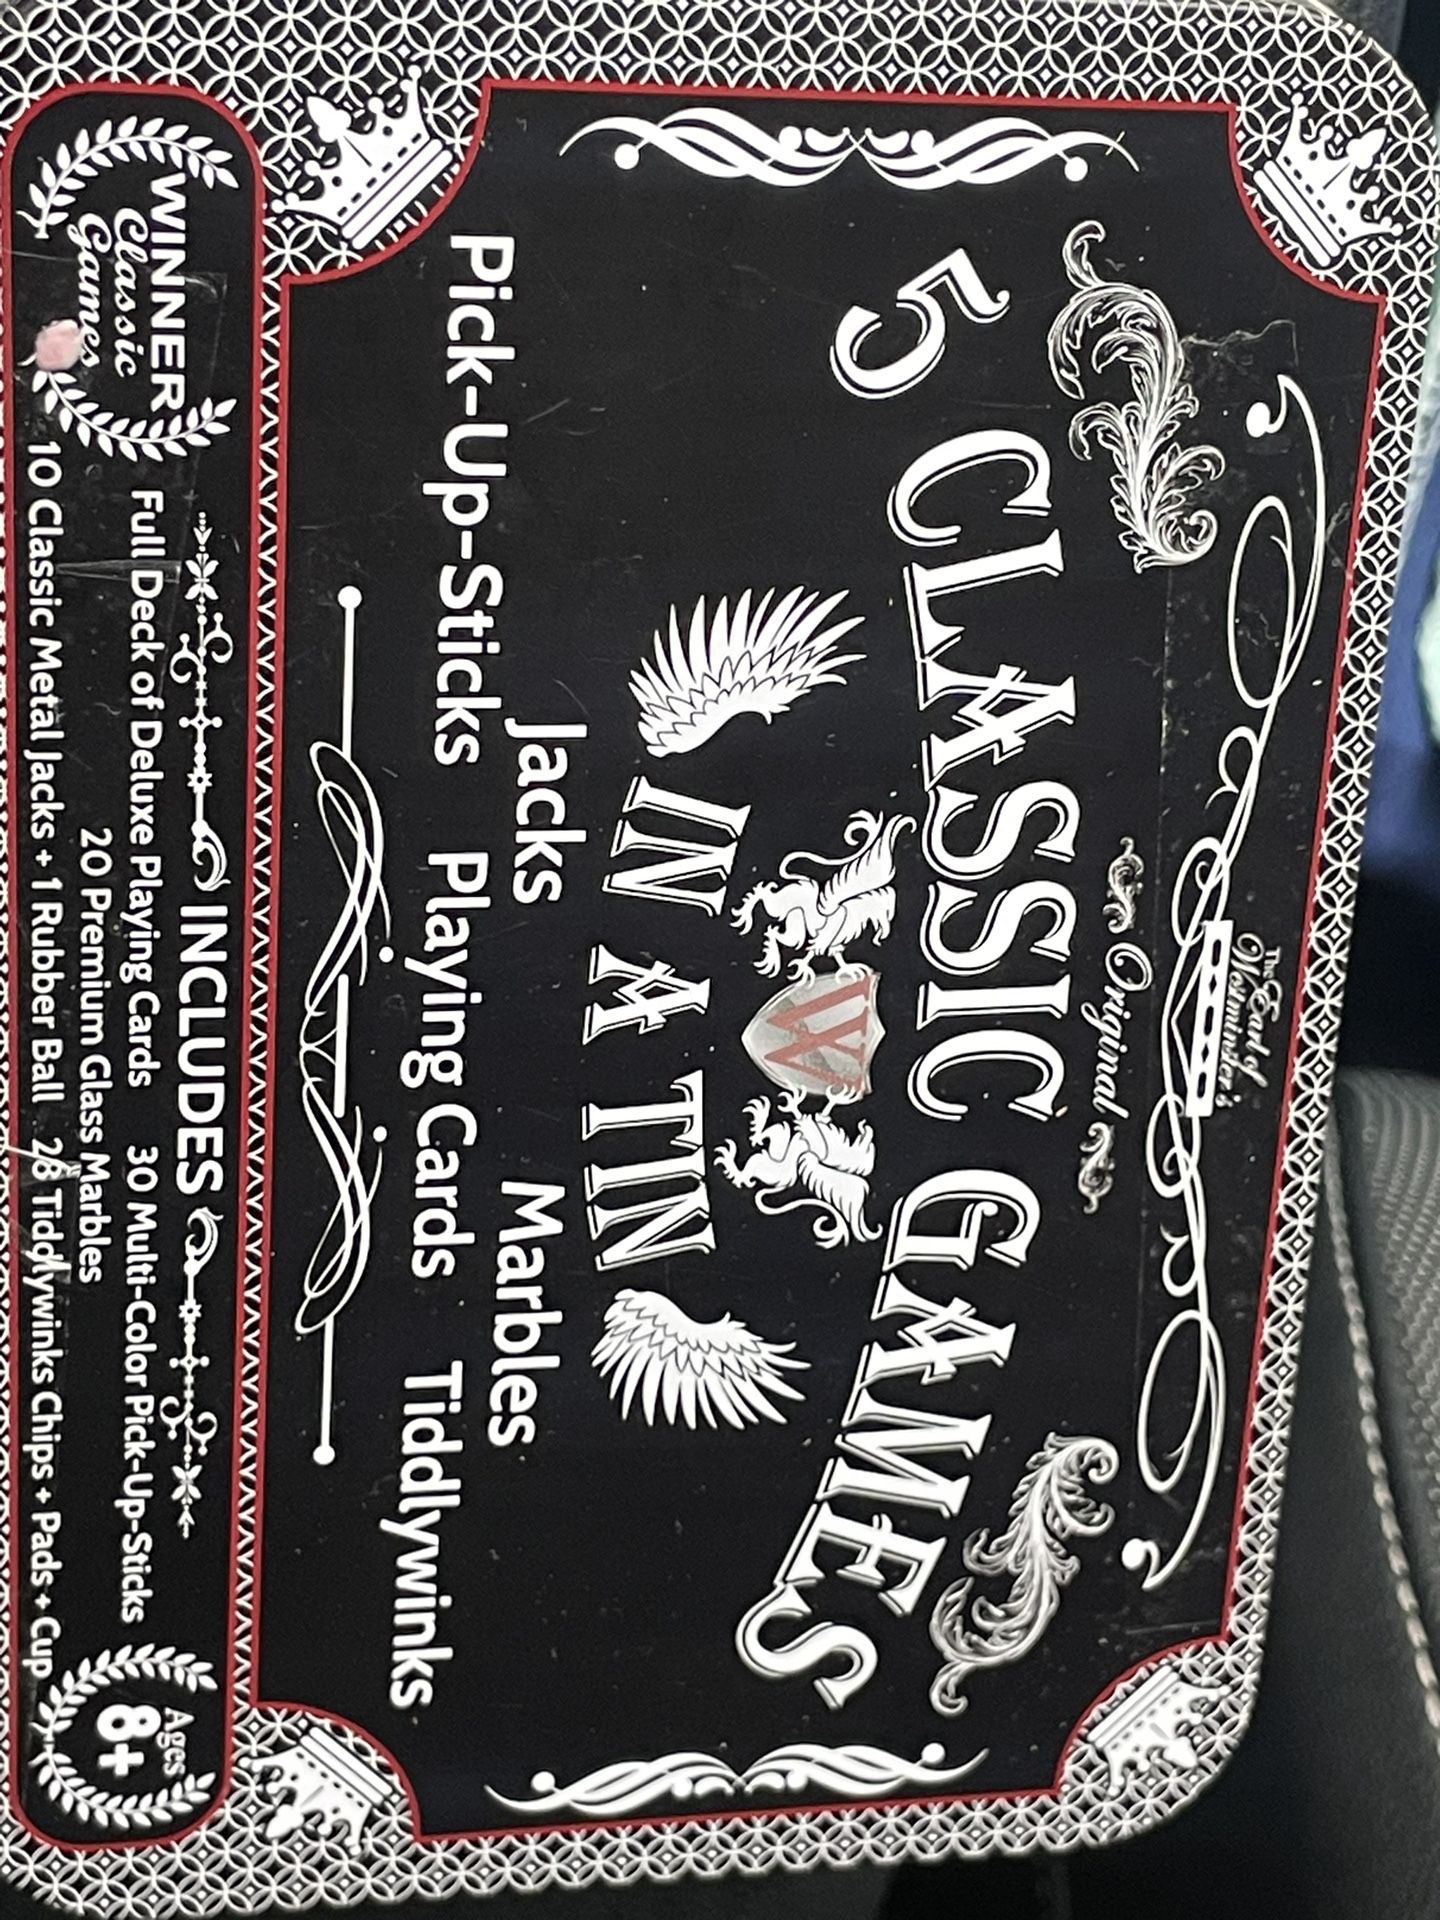 The Earl of
Westminster's
Original
5 CLASSIC GAMES
W
IN A TIN
Jacks Marbles
Pick-Up-Sticks Playing Cards Tiddlywinks
WINNER
Classic
Games
INCLUDES
Full Deck of Deluxe Playing Cards 30 Multi-Color Pick-Up-Sticks
20 Premium Glass Marbles
10 Classic Metal Jacks + 1 Rubber Ball 28 Tiddlywinks Chips + Pads + Cup
Ages
8+